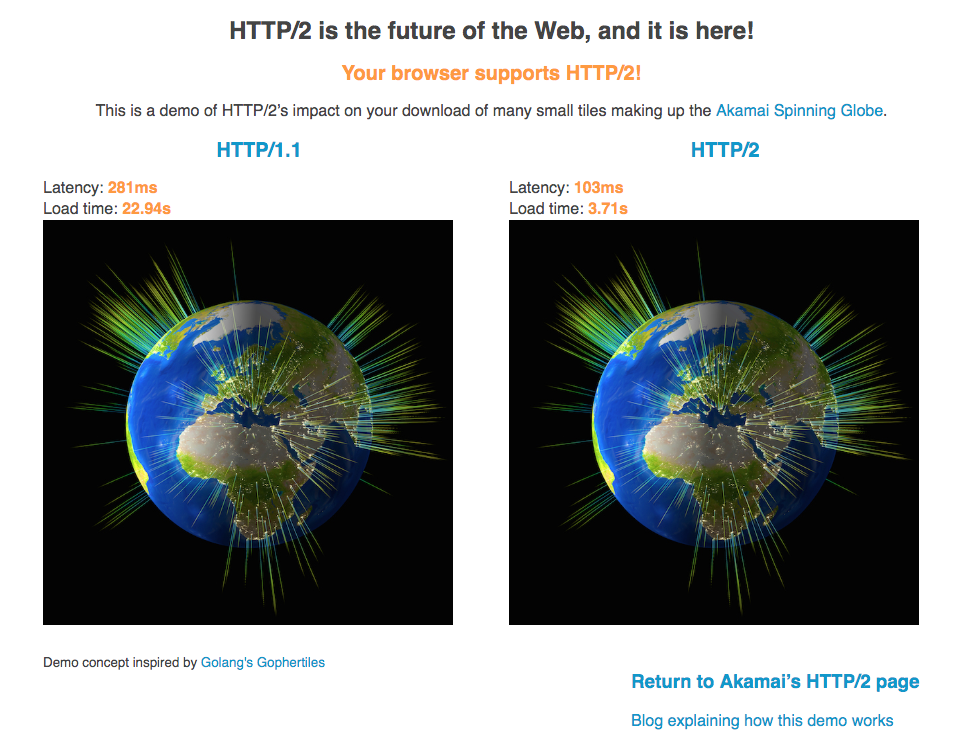 HTTP/2 is the future of the Web, and it is here!
Your browser supports HTTP/2!
This is a demo of HTTP/2's impact on your download of many small tiles making up the Akamai Spinning Globe.
HTTP/1.1
Latency: 281ms
Load time: 22.94s
HTTP/2
Latency: 103ms
Load time: 3.71s
Demo concept inspired by Golang's Gophertiles
Return to Akamai's HTTP/2 page
Blog explaining how this demo works